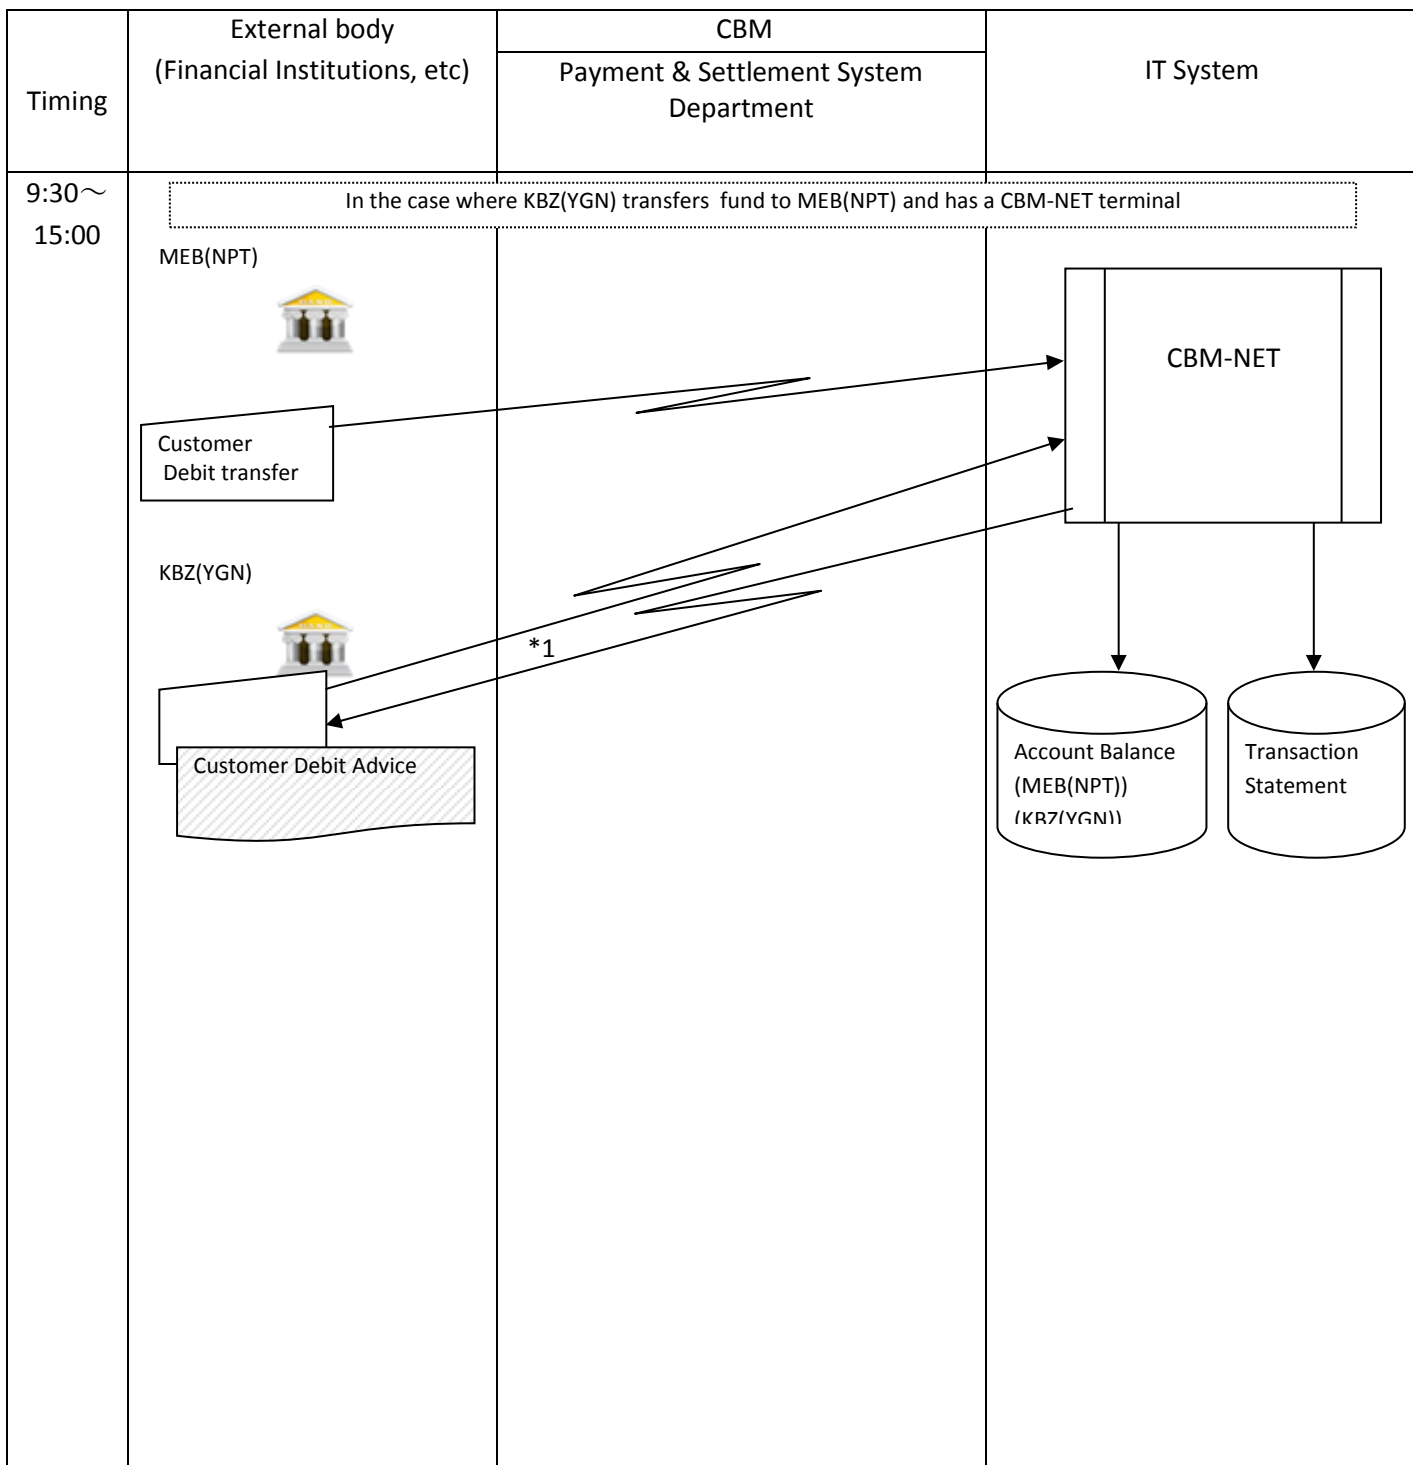 Timing
External body
(Financial Institutions, etc)
CBM
Payment & Settlement System
Department
IT System
9:30～
15:00
In the case where KBZ(YGN) transfers  fund to MEB(NPT) and has a CBM-NET terminal
MEB(NPT)
CBM-NET
Customer
Debit transfer
KBZ(YGN)
*1
Customer Debit Advice
Account Balance
(MEB(NPT))
(KBZ(YGN))
Transaction
Statement